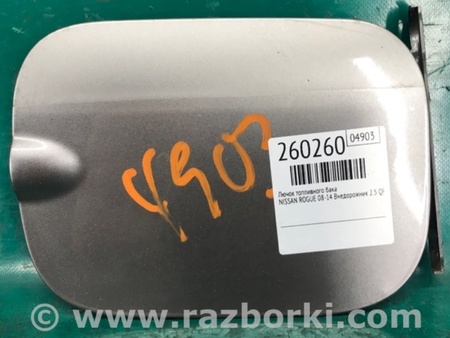 4903
260260
04903
Лючок топливного бака
NISSAN ROGUE 08-14 Внедорожник 2.5 QR
www.razborki.com